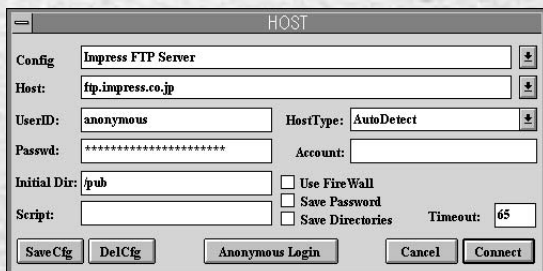 HOST
Config Impress FTP Server
Host: ftp.impress.co.jp
UserID: anonymous HostType: AutoDetect
Passwd: ********************** Account:
Initial Dir: /pub Use FireWall
Save Password
Script: Save Directories Timeout: 65
SaveCfg DelCfg Anonymous Login Cancel Connect